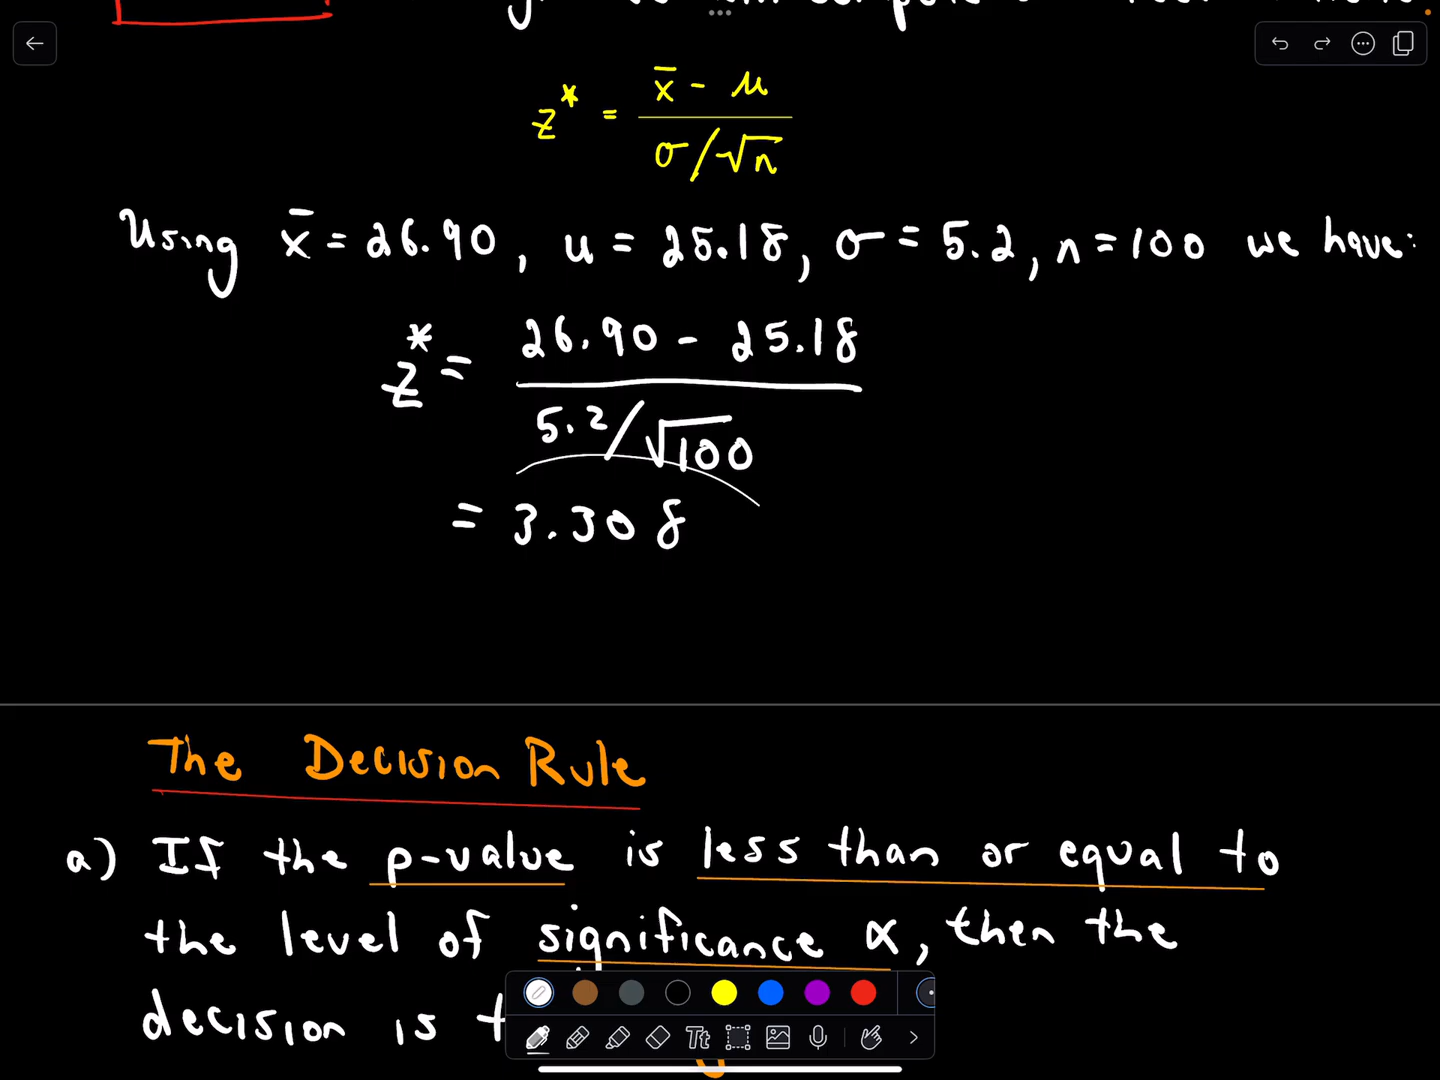 z* = x̄ - μ / σ/√n
Using x̄ = 26.90, u = 25.18, σ = 5.2, n = 100 we have:
z* = 26.90 - 25.18 / 5.2/√100
= 3.308
The Decision Rule
a) If the p-value is less than or equal to
the level of significance α, then the
decision is t
Tt